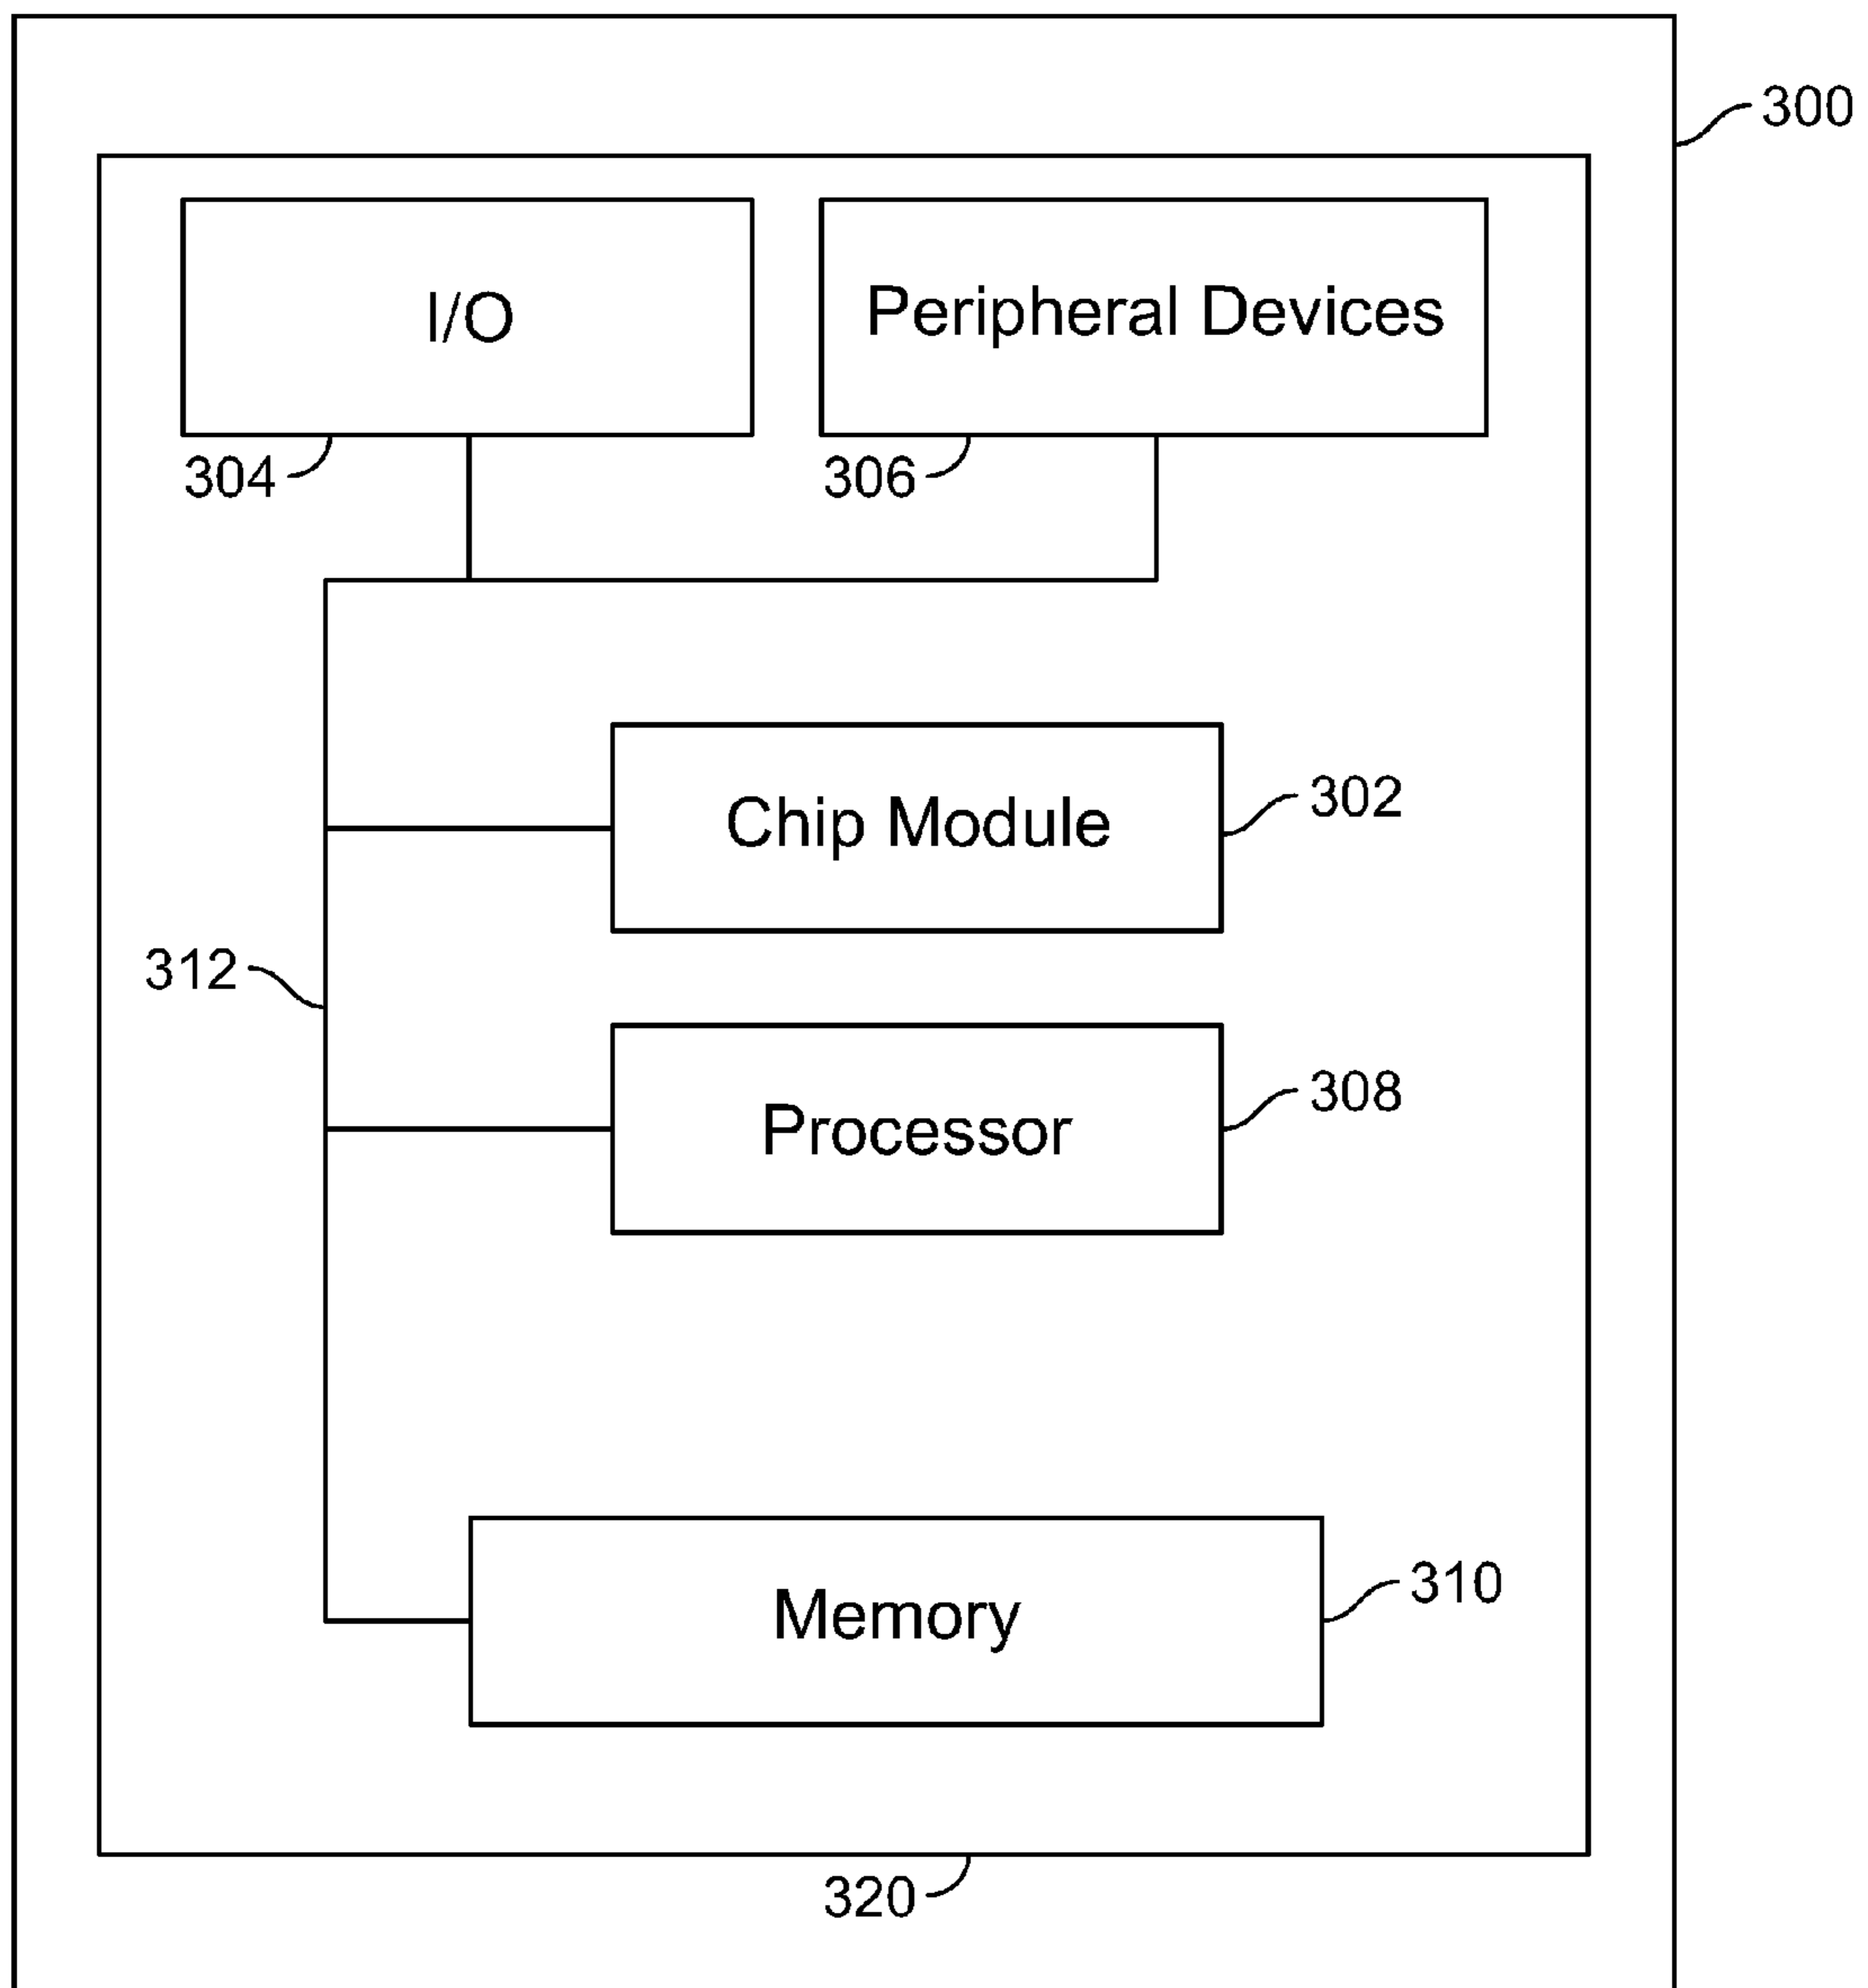 300
I/O
Peripheral Devices
304
306
Chip Module
302
312
Processor
308
Memory
310
320